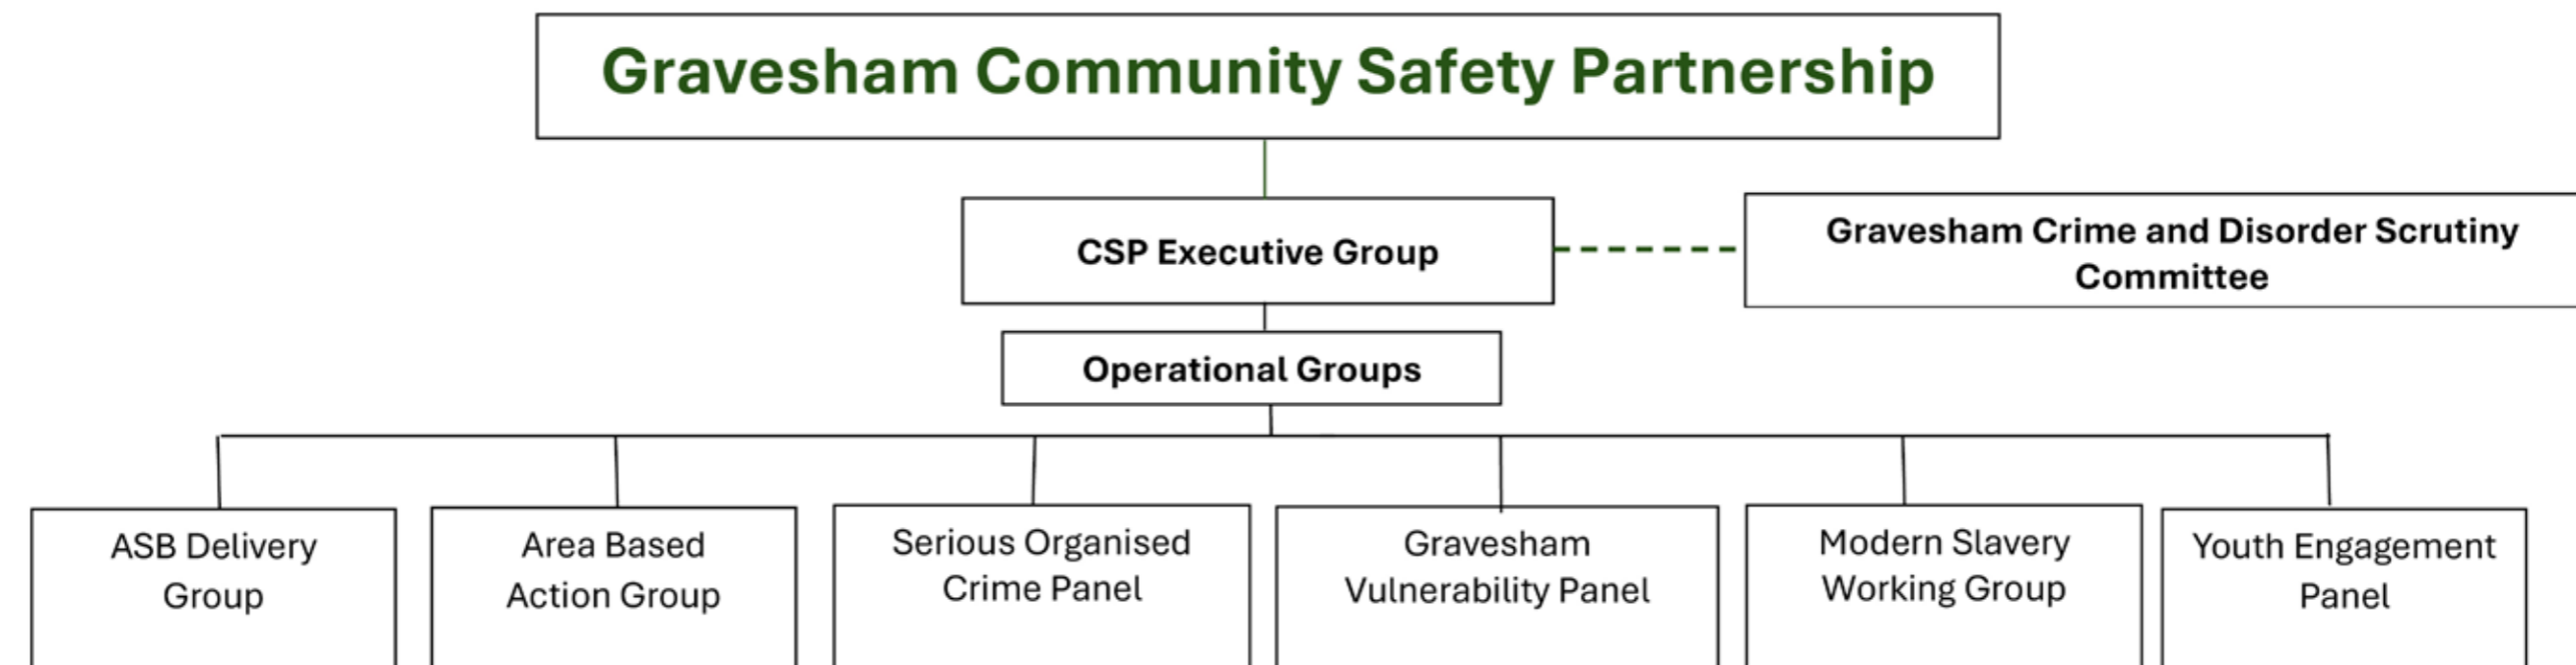 Gravesham Community Safety Partnership
CSP Executive Group
Gravesham Crime and Disorder Scrutiny
Committee
Operational Groups
ASB Delivery
Group
Area Based
Action Group
Serious Organised
Crime Panel
Gravesham
Vulnerability Panel
Modern Slavery
Working Group
Youth Engagement
Panel